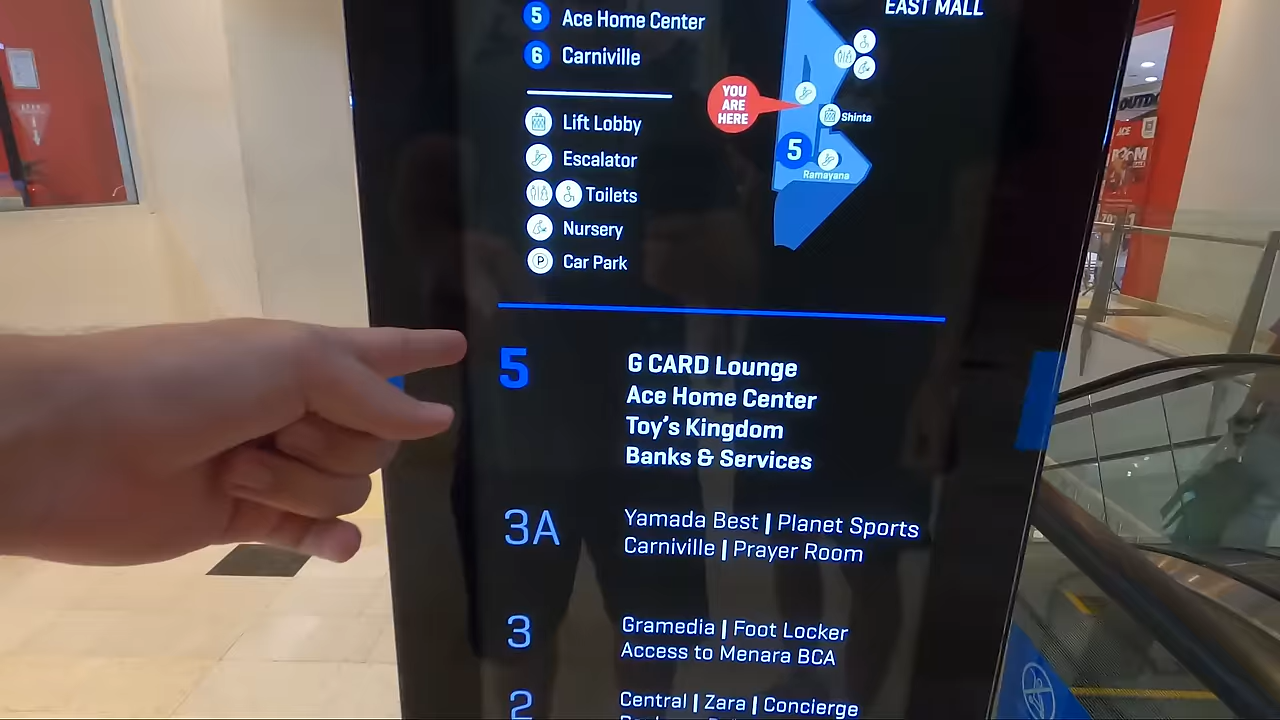 EAST MALL
5 Ace Home Center
6 Carniville
YOU
ARE
HERE
Shinta
5
Ramayana
Lift Lobby
Escalator
Toilets
Nursery
P Car Park
5 G CARD Lounge
Ace Home Center
Toy's Kingdom
Banks & Services
3A Yamada Best | Planet Sports
Carniville | Prayer Room
3 Gramedia | Foot Locker
Access to Menara BCA
2 Central | Zara | Concierge
ACE